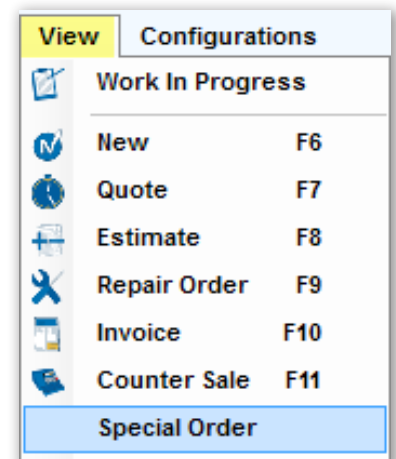 View Configurations
Work In Progress
New F6
Quote F7
Estimate F8
Repair Order F9
Invoice F10
Counter Sale F11
Special Order